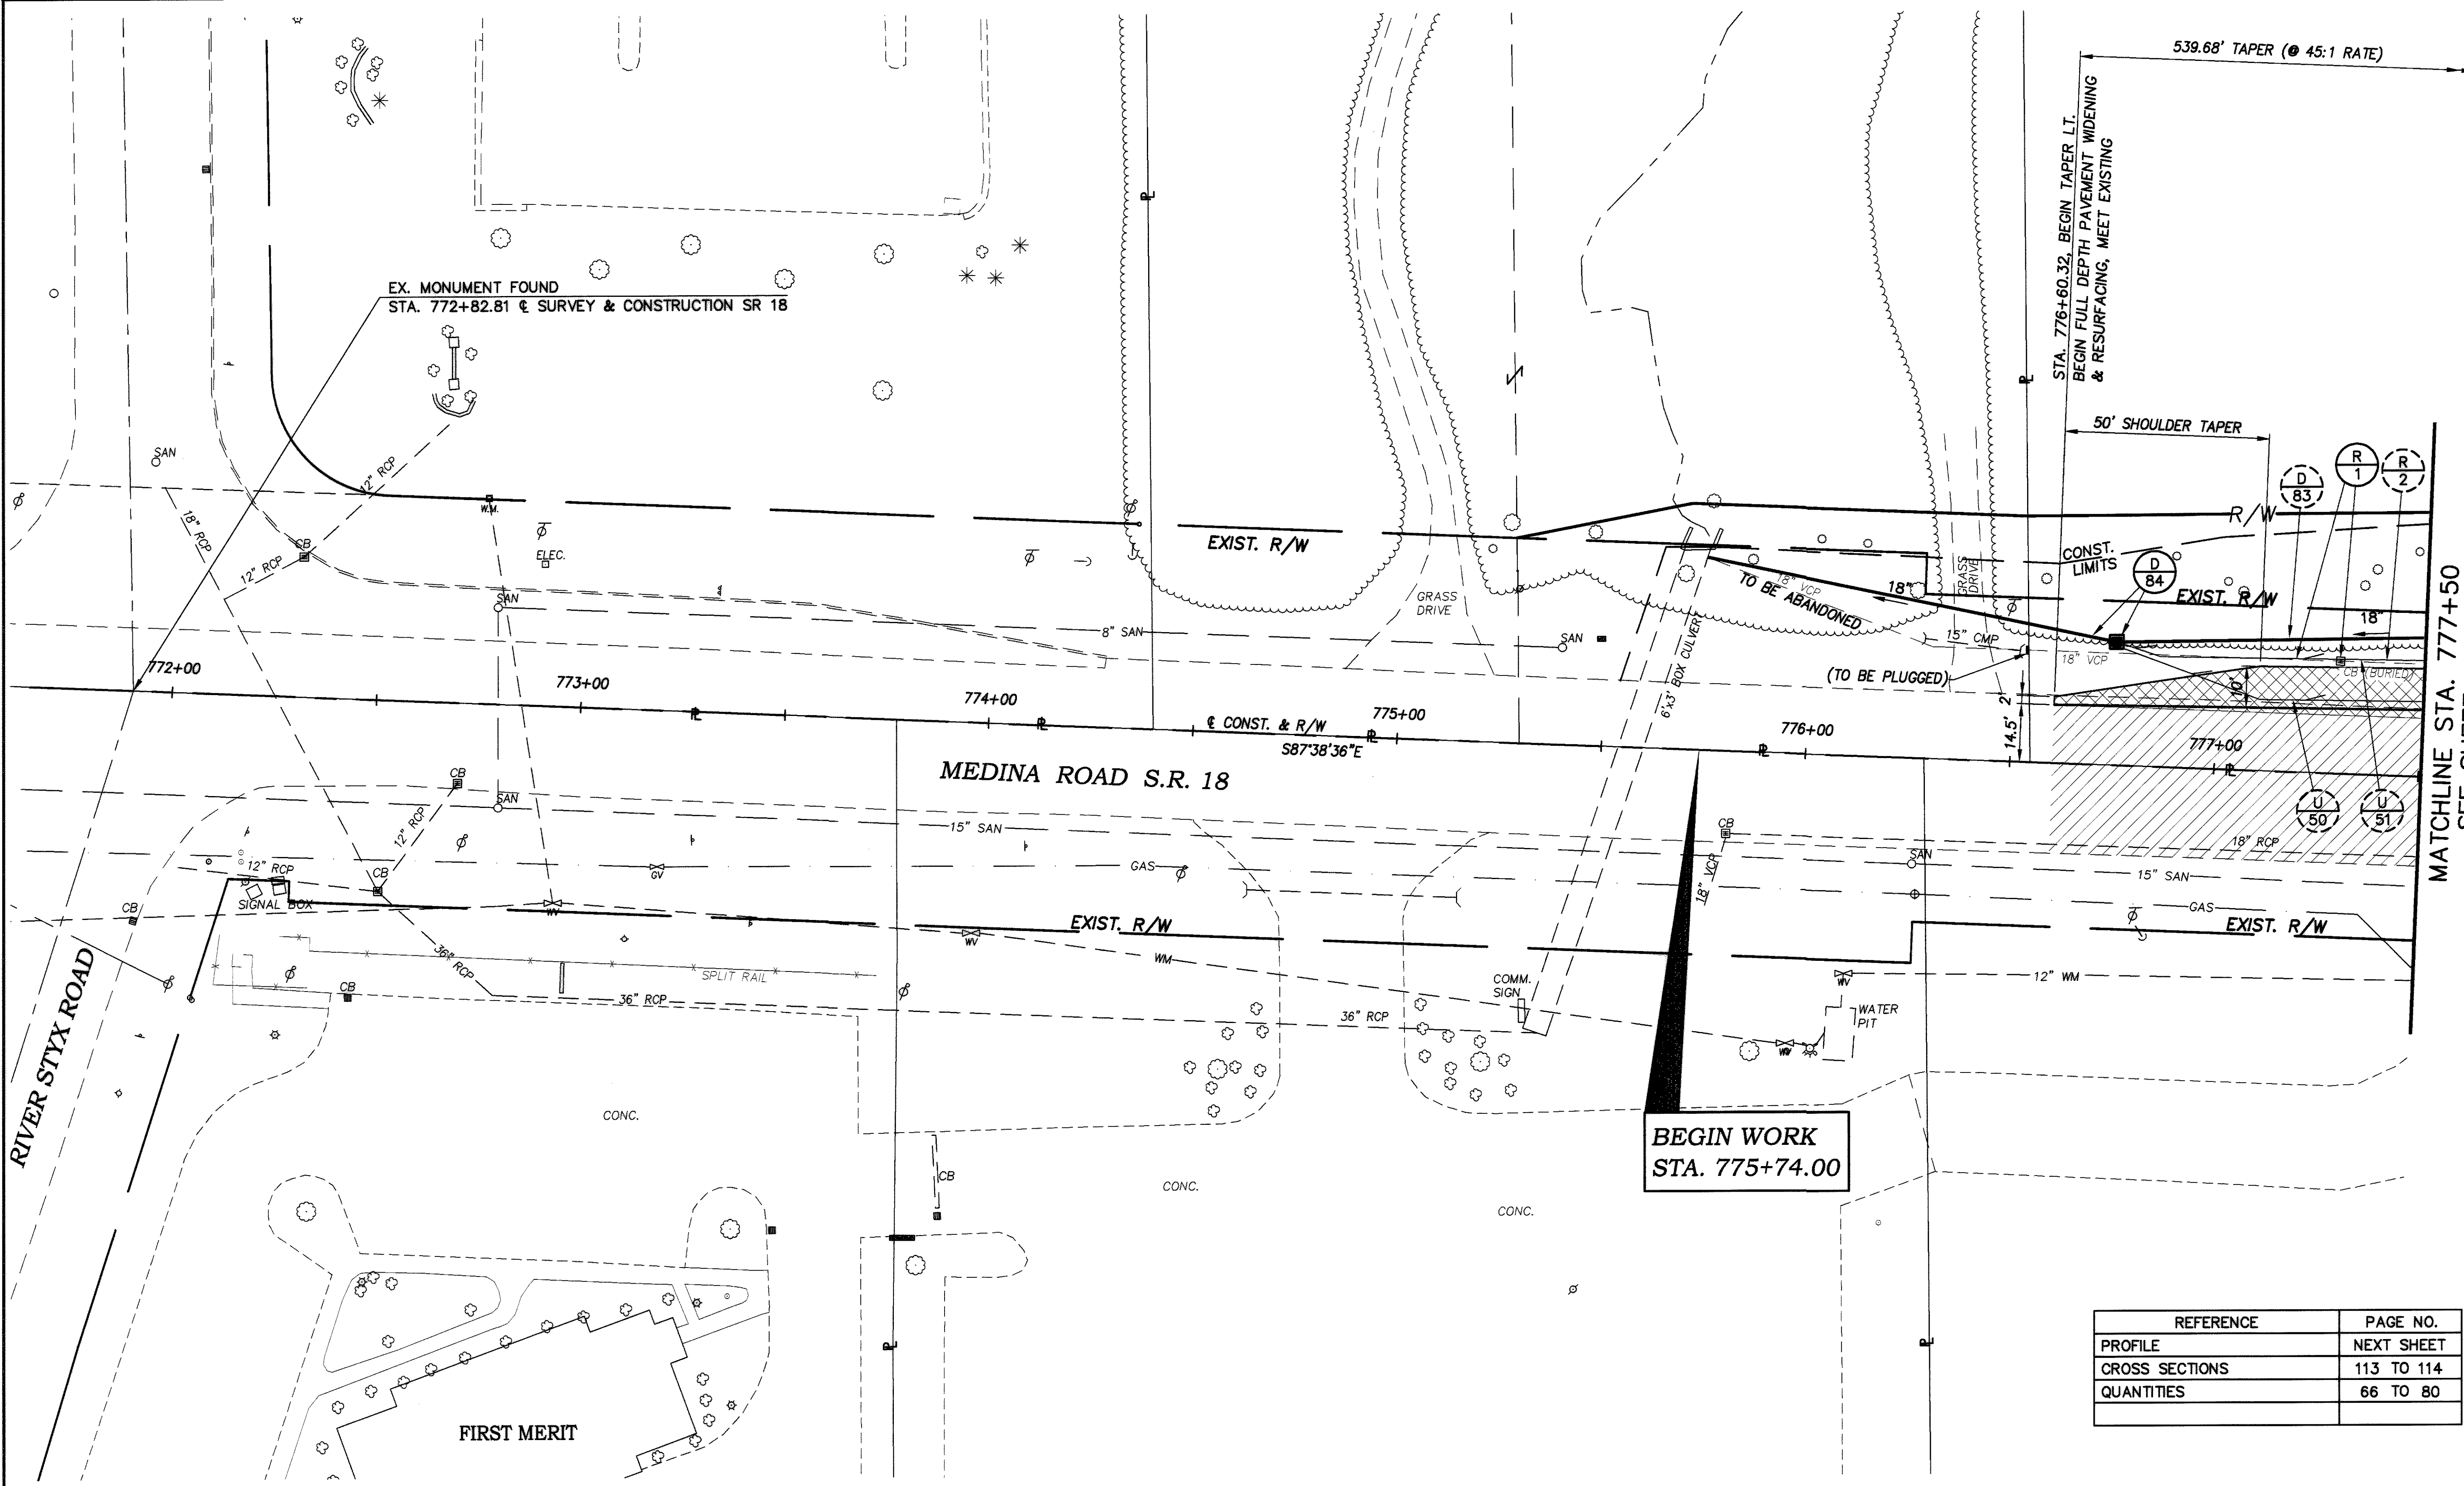 539.68' TAPER (@ 45:1 RATE)
STA. 776+60.32, BEGIN TAPER LT.
BEGIN FULL DEPTH PAVEMENT WIDENING
& RESURFACING, MEET EXISTING
50' SHOULDER TAPER
EX. MONUMENT FOUND
STA. 772+82.81 ℄ SURVEY & CONSTRUCTION SR 18
SAN
12" RCP
18" RCP
W.M.
CB
12" RCP
ELEC.
SAN
8" SAN
EXIST. R/W
GRASS
DRIVE
SAN
18" VCP
TO BE ABANDONED
18"
GRASS
DRIVE
15" CMP
(TO BE PLUGGED)
18" VCP
CONST.
LIMITS
R/W
EXIST. R/W
18"
D
83
R
1
R
2
D
84
CB (BURIED)
10'
2'
14.5'
U
50
U
51
MATCHLINE STA. 777+50
772+00
773+00
774+00
775+00
776+00
777+00
℄ CONST. & R/W
S87°38'36"E
6'x3' BOX CULVERT
MEDINA ROAD S.R. 18
CB
SAN
12" RCP
15" SAN
GAS
GV
CB
18" VCP
18" RCP
SAN
15" SAN
GAS
12" RCP
CB
SIGNAL BOX
CB
WV
EXIST. R/W
WV
WM
EXIST. R/W
36" RCP
SPLIT RAIL
CB
36" RCP
36" RCP
COMM.
SIGN
WV
12" WM
WATER
PIT
WV
RIVER STYX ROAD
CONC.
CB
CONC.
CONC.
BEGIN WORK
STA. 775+74.00
FIRST MERIT
REFERENCE PAGE NO.
PROFILE NEXT SHEET
CROSS SECTIONS 113 TO 114
QUANTITIES 66 TO 80